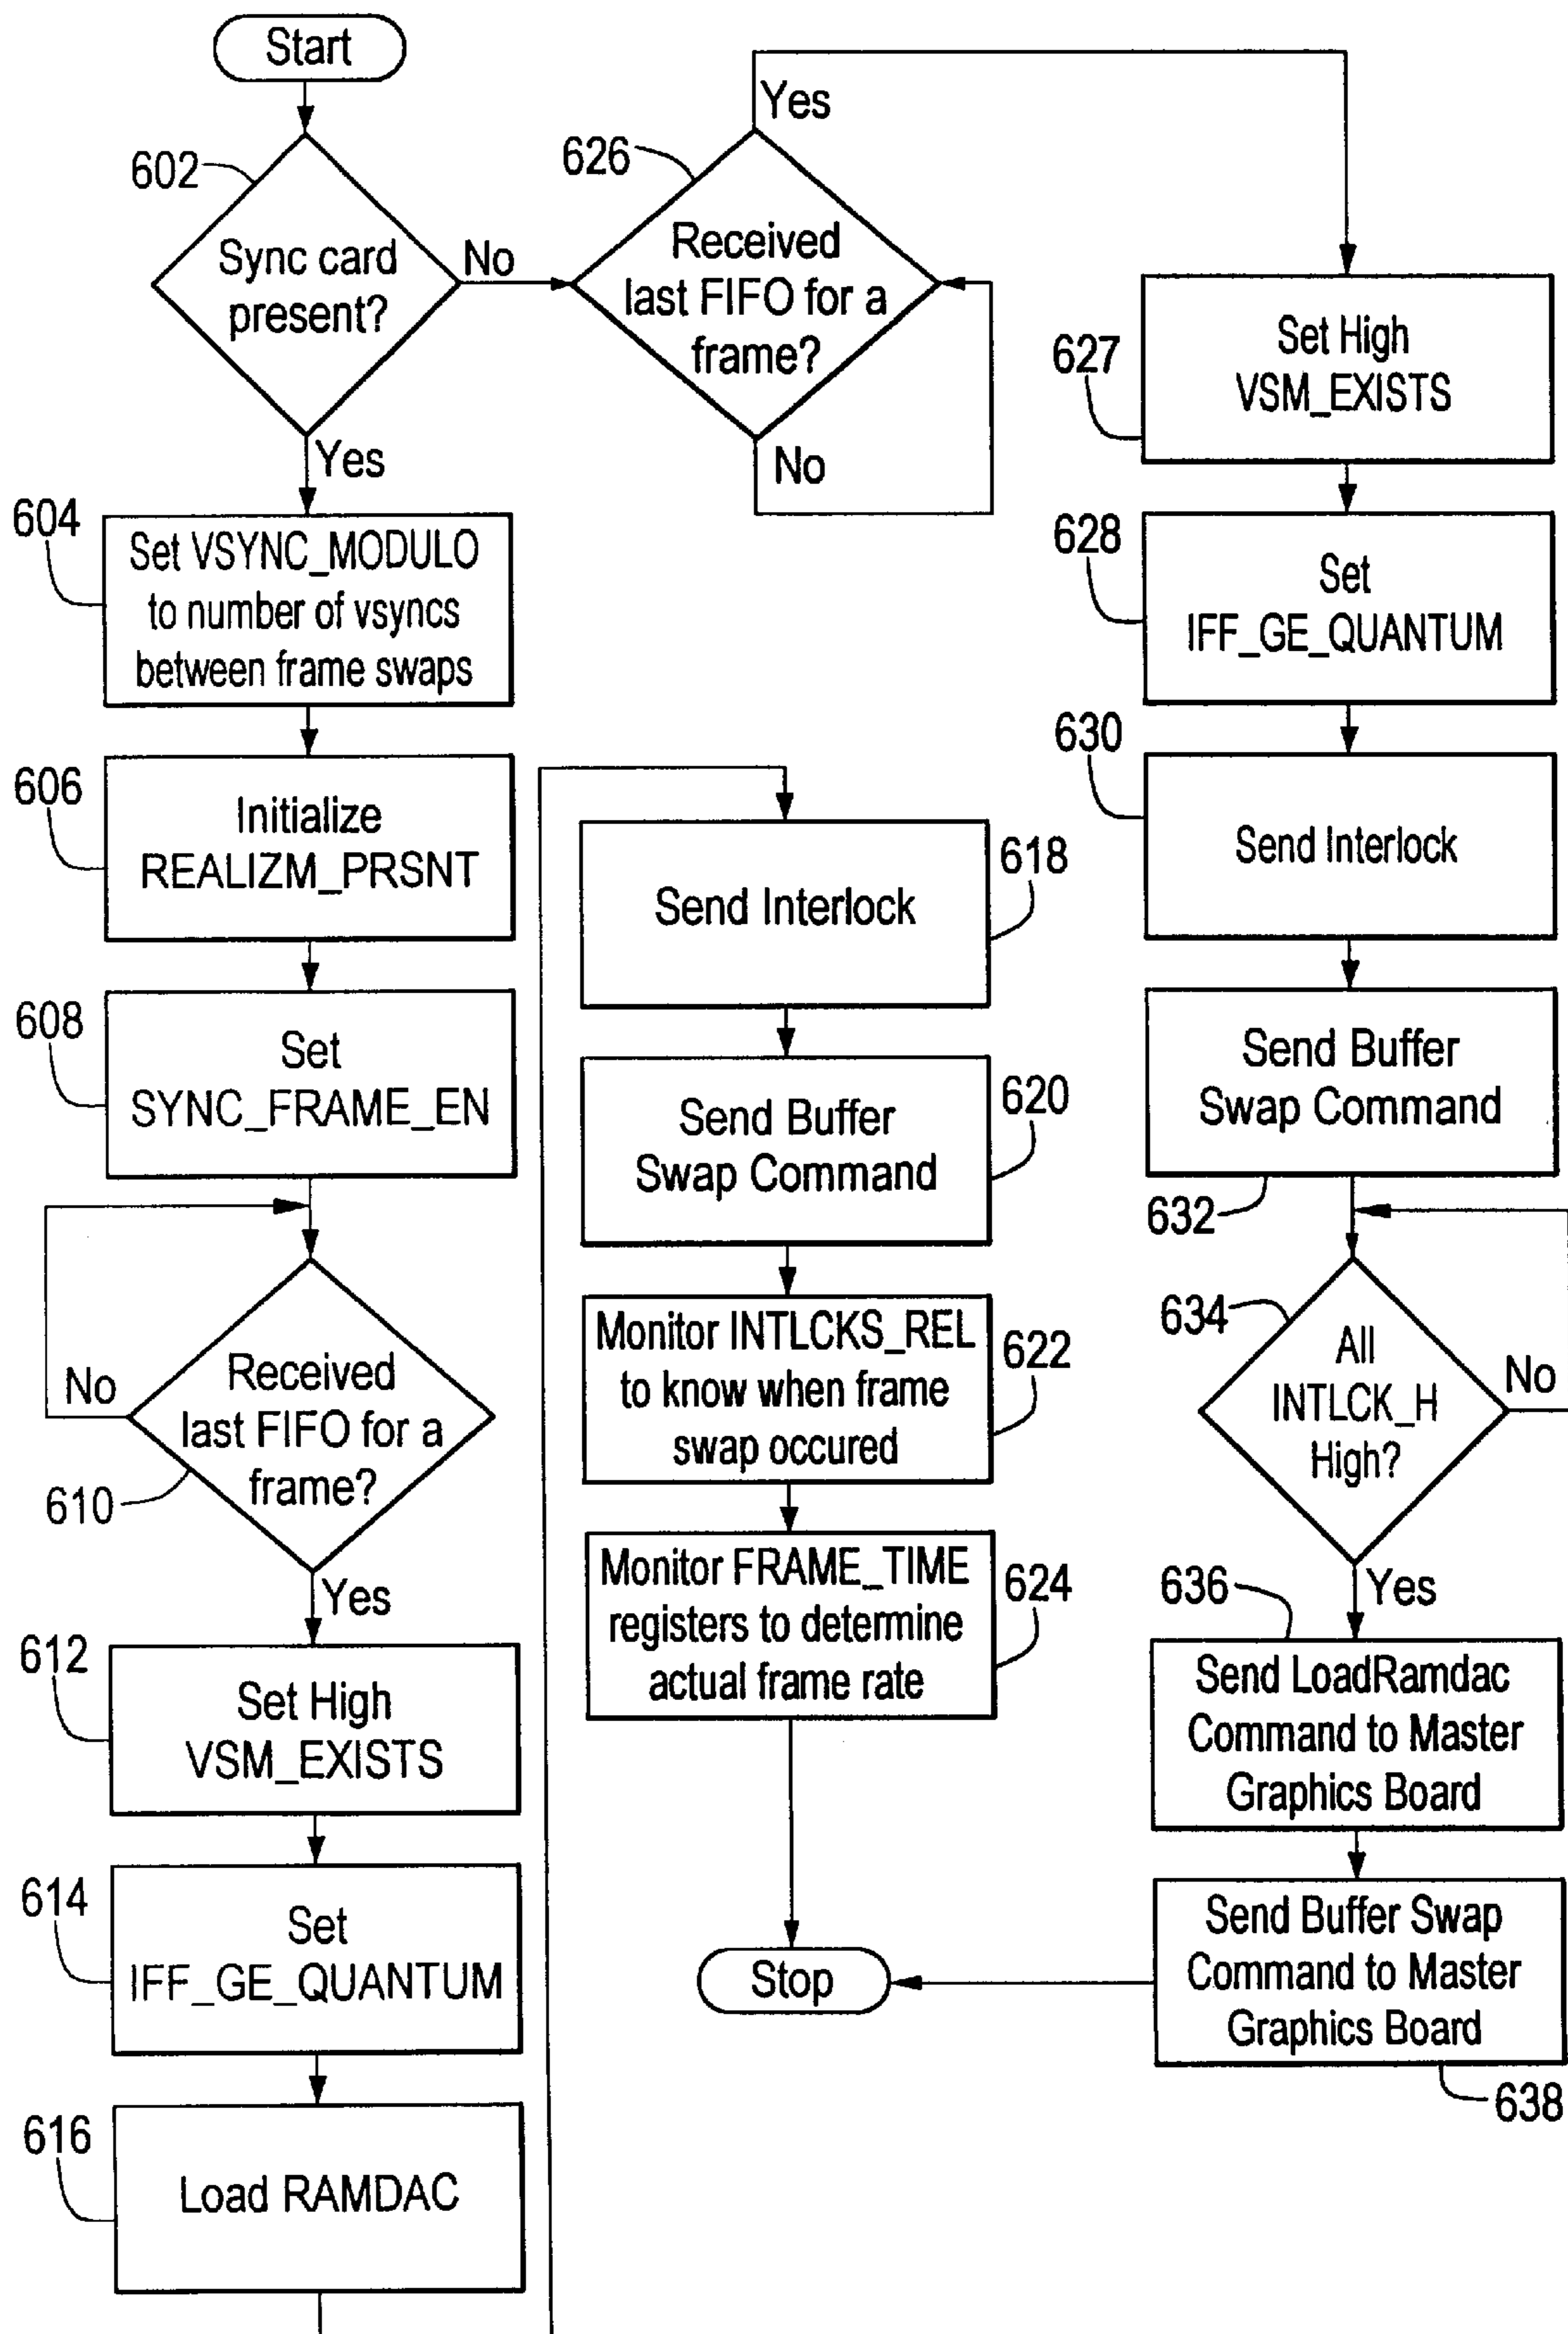 Start
602
Sync card
present?
No
Yes
604
Set VSYNC_MODULO
to number of vsyncs
between frame swaps
606
Initialize
REALIZM_PRSNT
608
Set
SYNC_FRAME_EN
No
Received
last FIFO for a
frame?
610
Yes
612
Set High
VSM_EXISTS
614
Set
IFF_GE_QUANTUM
616
Load RAMDAC
618
Send Interlock
620
Send Buffer
Swap Command
622
Monitor INTLCKS_REL
to know when frame
swap occured
624
Monitor FRAME_TIME
registers to determine
actual frame rate
Stop
626
Yes
Received
last FIFO for a
frame?
No
627
Set High
VSM_EXISTS
628
Set
IFF_GE_QUANTUM
630
Send Interlock
Send Buffer
Swap Command
632
634
All
INTLCK_H
High?
No
Yes
636
Send LoadRamdac
Command to Master
Graphics Board
Send Buffer Swap
Command to Master
Graphics Board
638